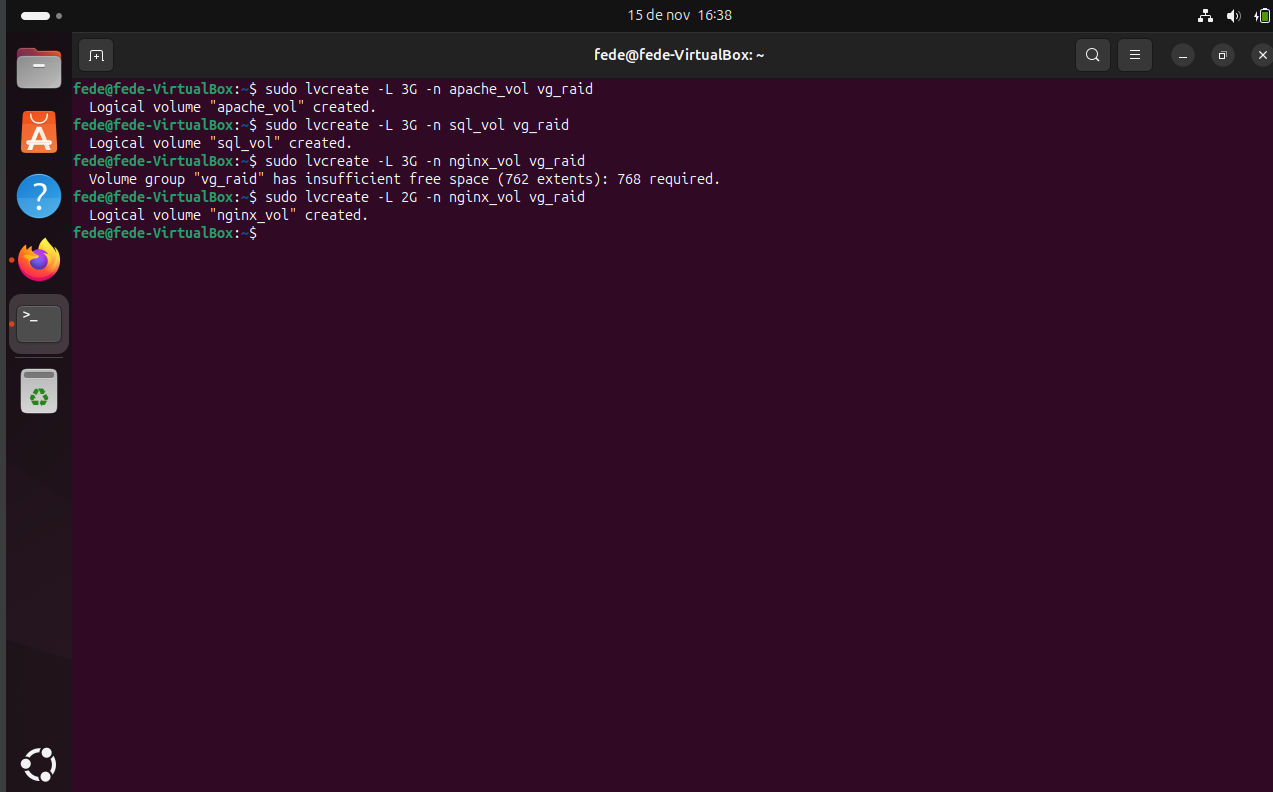 15 de nov 16:38
fede@fede-VirtualBox: ~
fede@fede-VirtualBox:~$ sudo lvcreate -L 3G -n apache_vol vg_raid
  Logical volume "apache_vol" created.
fede@fede-VirtualBox:~$ sudo lvcreate -L 3G -n sql_vol vg_raid
  Logical volume "sql_vol" created.
fede@fede-VirtualBox:~$ sudo lvcreate -L 3G -n nginx_vol vg_raid
  Volume group "vg_raid" has insufficient free space (762 extents): 768 required.
fede@fede-VirtualBox:~$ sudo lvcreate -L 2G -n nginx_vol vg_raid
  Logical volume "nginx_vol" created.
fede@fede-VirtualBox:~$